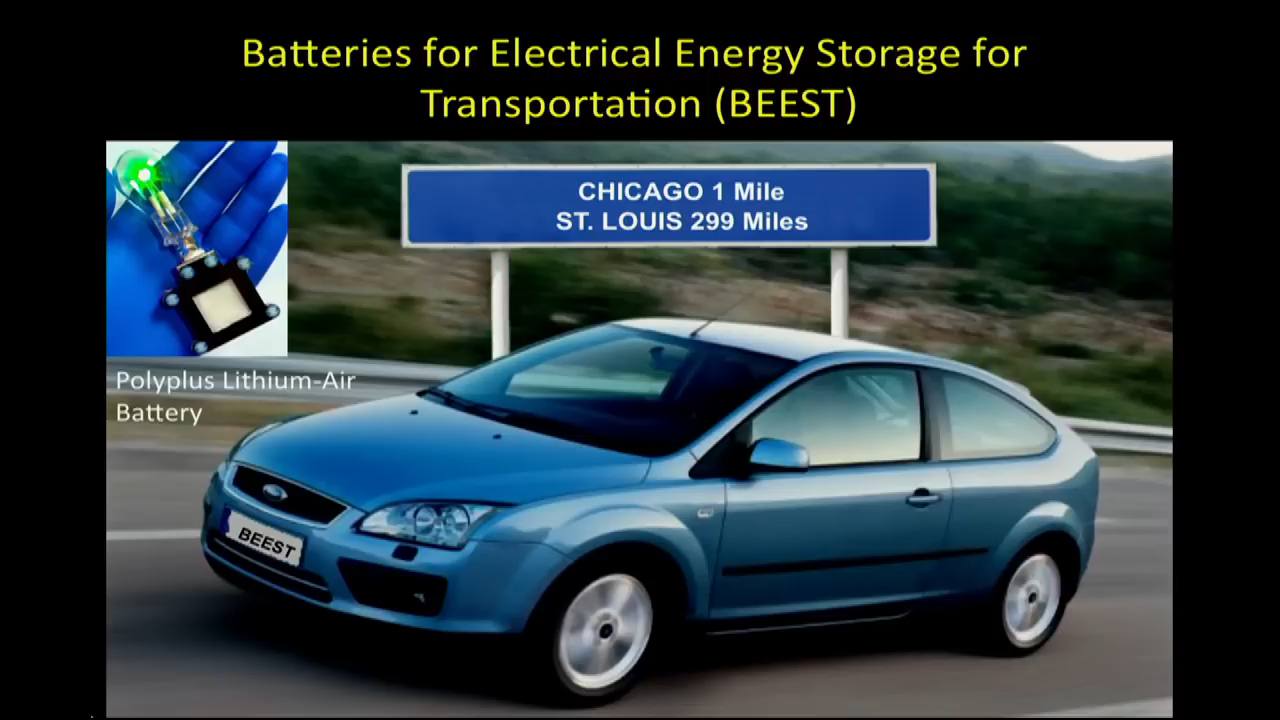 Batteries for Electrical Energy Storage for
Transportation (BEEST)
CHICAGO 1 Mile
ST. LOUIS 299 Miles
Polyplus Lithium-Air
Battery
BEEST